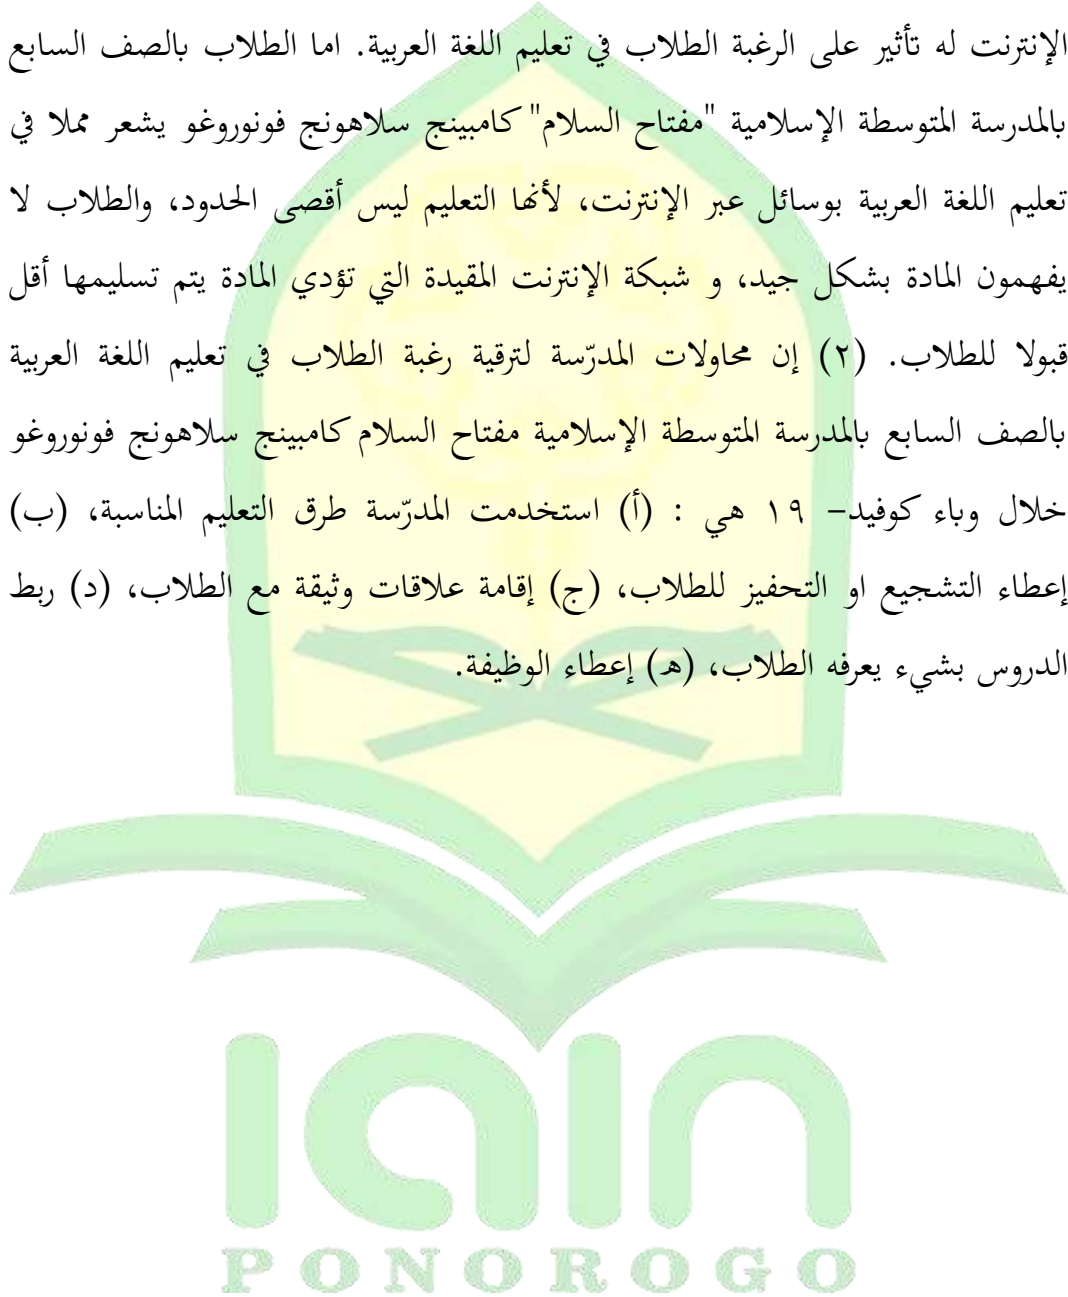 الإنترنت له تأثير على الرغبة الطلاب في تعليم اللغة العربية. اما الطلاب بالصف السابع
بالمدرسة المتوسطة الإسلامية "مفتاح السلام" كامبينج سلاهونج فونوروغو يشعر مملا في
تعليم اللغة العربية بوسائل عبر الإنترنت، لأنها التعليم ليس أقصى الحدود، والطلاب لا
يفهمون المادة بشكل جيد، و شبكة الإنترنت المقيدة التي تؤدي المادة يتم تسليمها أقل
قبولا للطلاب. (٢) إن محاولات المدرّسة لترقية رغبة الطلاب في تعليم اللغة العربية
بالصف السابع بالمدرسة المتوسطة الإسلامية مفتاح السلام كامبينج سلاهونج فونوروغو
خلال وباء كوفيد- ١٩ هي : (أ) استخدمت المدرّسة طرق التعليم المناسبة، (ب)
إعطاء التشجيع او التحفيز للطلاب، (ج) إقامة علاقات وثيقة مع الطلاب، (د) ربط
الدروس بشيء يعرفه الطلاب، (هـ) إعطاء الوظيفة.
iain
PONOROGO